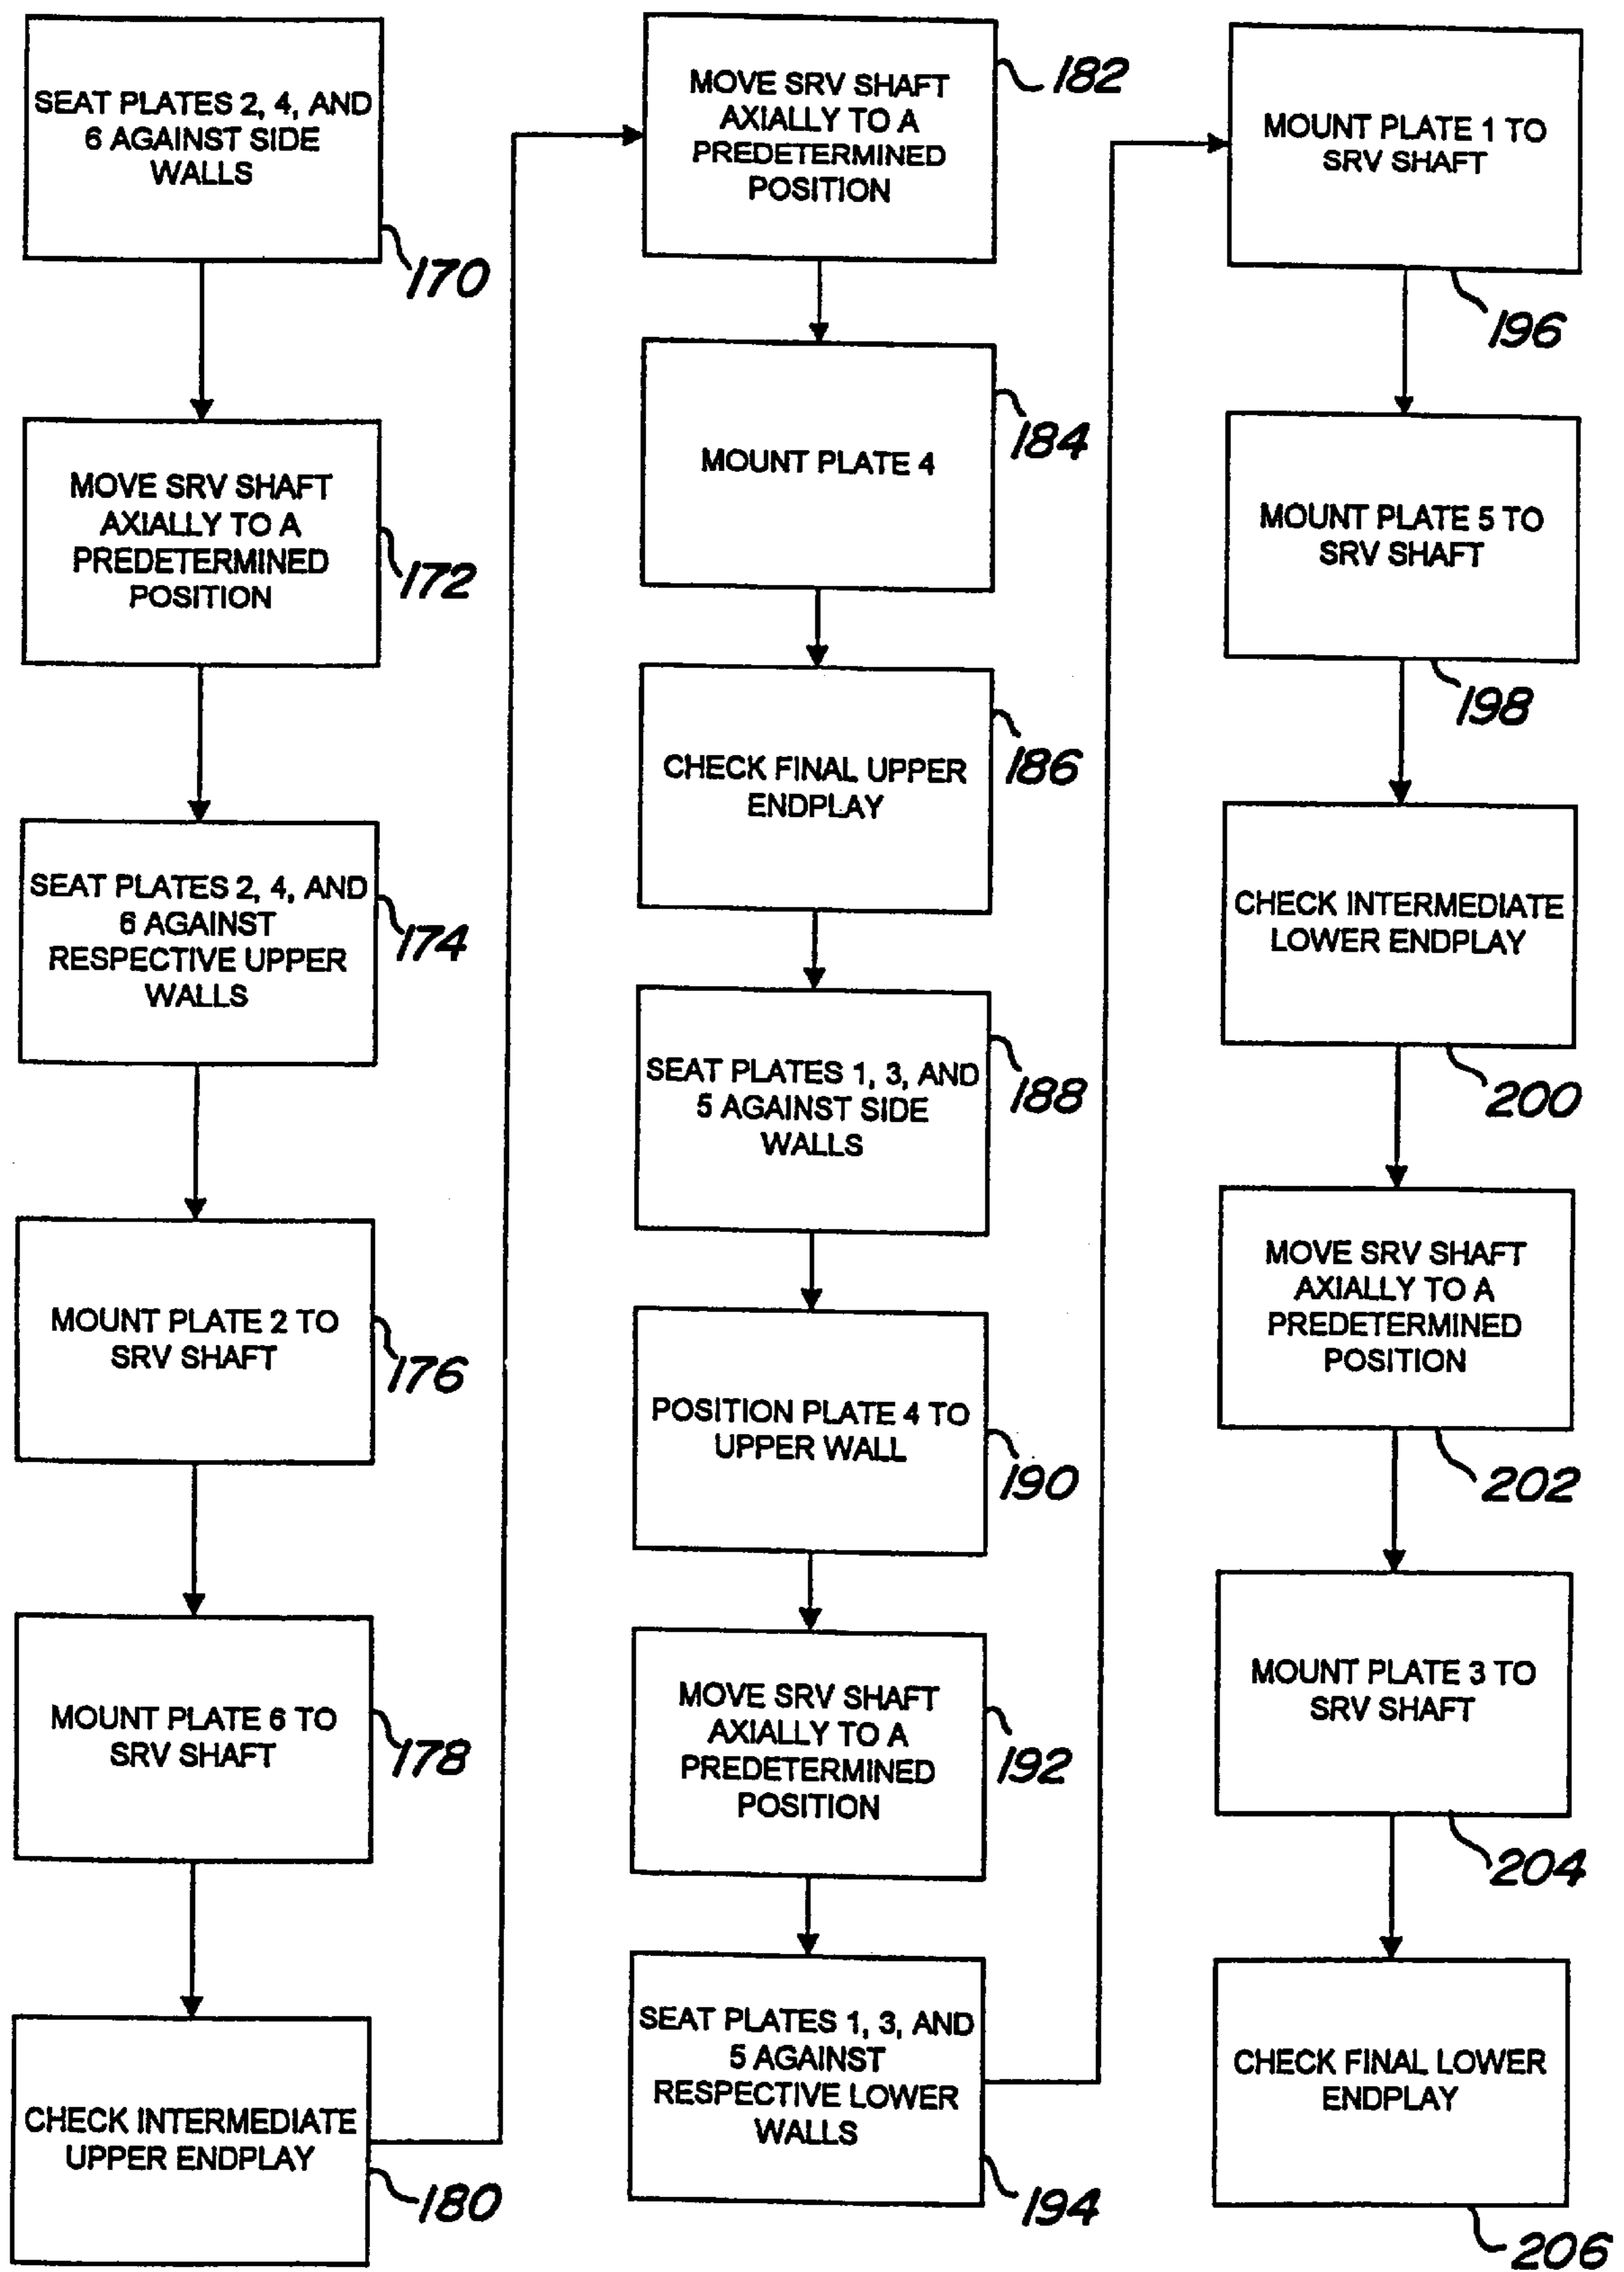 SEAT PLATES 2, 4, AND
6 AGAINST SIDE
WALLS
170
MOVE SRV SHAFT
AXIALLY TO A
PREDETERMINED
POSITION
172
SEAT PLATES 2, 4, AND
6 AGAINST
RESPECTIVE UPPER
WALLS
174
MOUNT PLATE 2 TO
SRV SHAFT
176
MOUNT PLATE 6 TO
SRV SHAFT
178
CHECK INTERMEDIATE
UPPER ENDPLAY
180
MOVE SRV SHAFT
AXIALLY TO A
PREDETERMINED
POSITION
182
MOUNT PLATE 4
184
CHECK FINAL UPPER
ENDPLAY
186
SEAT PLATES 1, 3, AND
5 AGAINST SIDE
WALLS
188
POSITION PLATE 4 TO
UPPER WALL
190
MOVE SRV SHAFT
AXIALLY TO A
PREDETERMINED
POSITION
192
SEAT PLATES 1, 3, AND
5 AGAINST
RESPECTIVE LOWER
WALLS
194
MOUNT PLATE 1 TO
SRV SHAFT
196
MOUNT PLATE 5 TO
SRV SHAFT
198
CHECK INTERMEDIATE
LOWER ENDPLAY
200
MOVE SRV SHAFT
AXIALLY TO A
PREDETERMINED
POSITION
202
MOUNT PLATE 3 TO
SRV SHAFT
204
CHECK FINAL LOWER
ENDPLAY
206